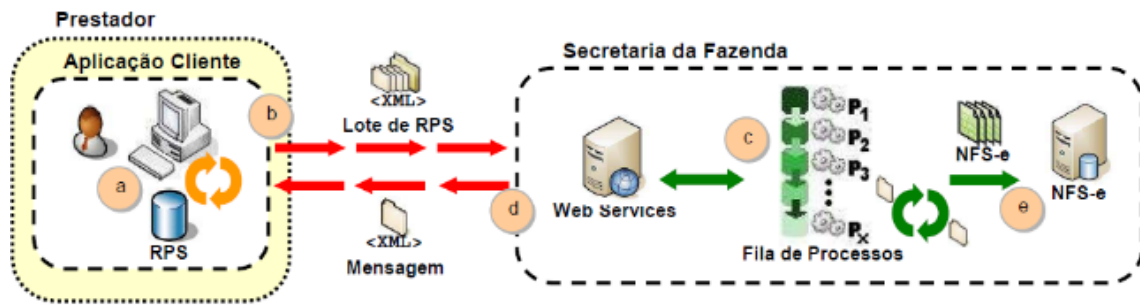 Prestador
Aplicação Cliente
Secretaria da Fazenda
a
b
RPS
<XML>
Lote de RPS
<XML>
Mensagem
d
Web Services
c
P1
P2
P3
Px
Fila de Processos
NFS-e
e
NFS-e